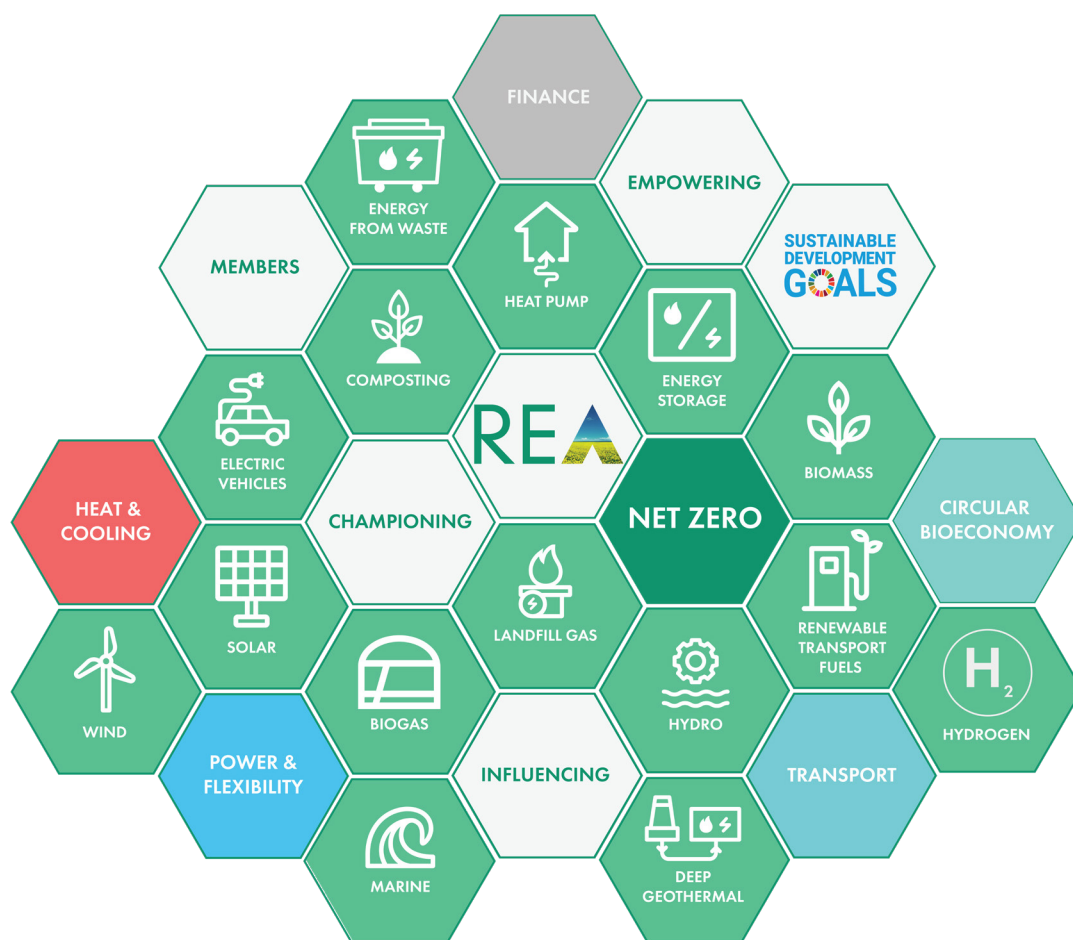 FINANCE
ENERGY
FROM WASTE
EMPOWERING
MEMBERS
HEAT PUMP
SUSTAINABLE
DEVELOPMENT
GOALS
COMPOSTING
ENERGY
STORAGE
ELECTRIC
VEHICLES
REA
BIOMASS
HEAT &
COOLING
CHAMPIONING
NET ZERO
CIRCULAR
BIOECONOMY
SOLAR
LANDFILL GAS
RENEWABLE
TRANSPORT
FUELS
WIND
BIOGAS
HYDRO
H2
HYDROGEN
POWER &
FLEXIBILITY
INFLUENCING
TRANSPORT
MARINE
DEEP
GEOTHERMAL